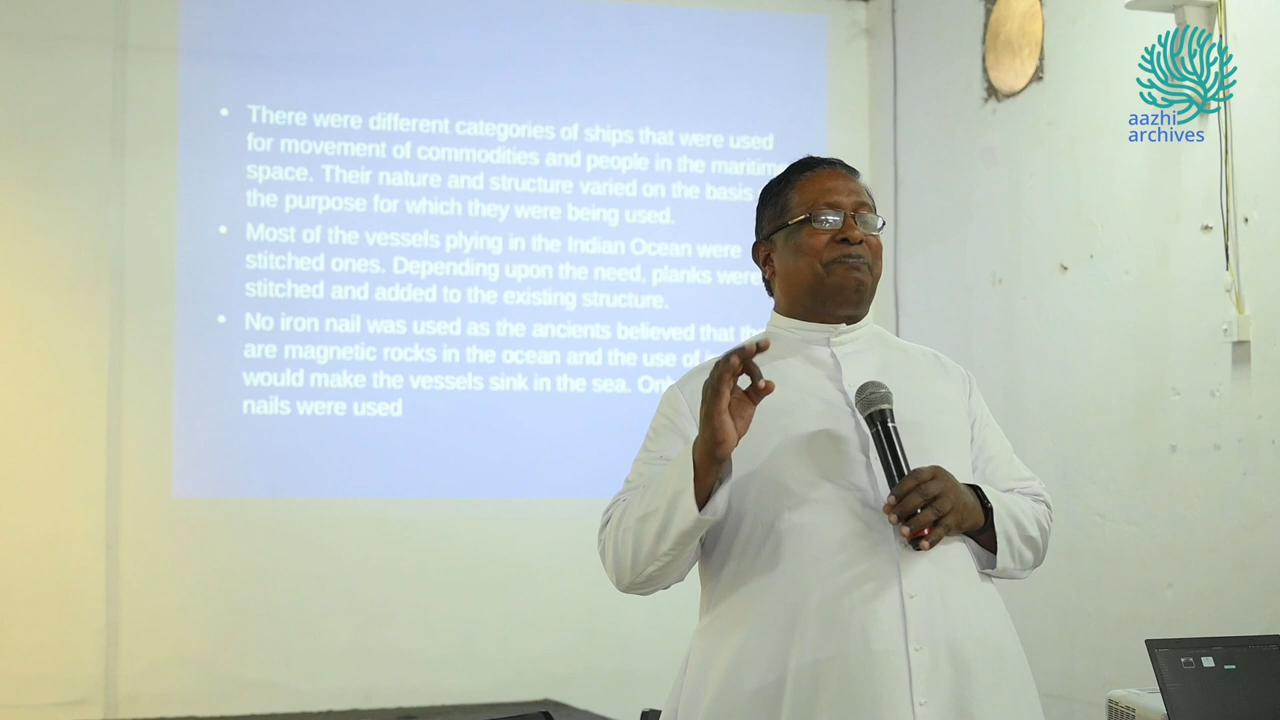 • There were different categories of ships that were used
for movement of commodities and people in the maritime
space. Their nature and structure varied on the basis
the purpose for which they were being used.
• Most of the vessels plying in the Indian Ocean were
stitched ones. Depending upon the need, planks were
stitched and added to the existing structure.
• No iron nail was used as the ancients believed that
are magnetic rocks in the ocean and the use of
would make the vessels sink in the sea.
nails were used
aazhi
archives